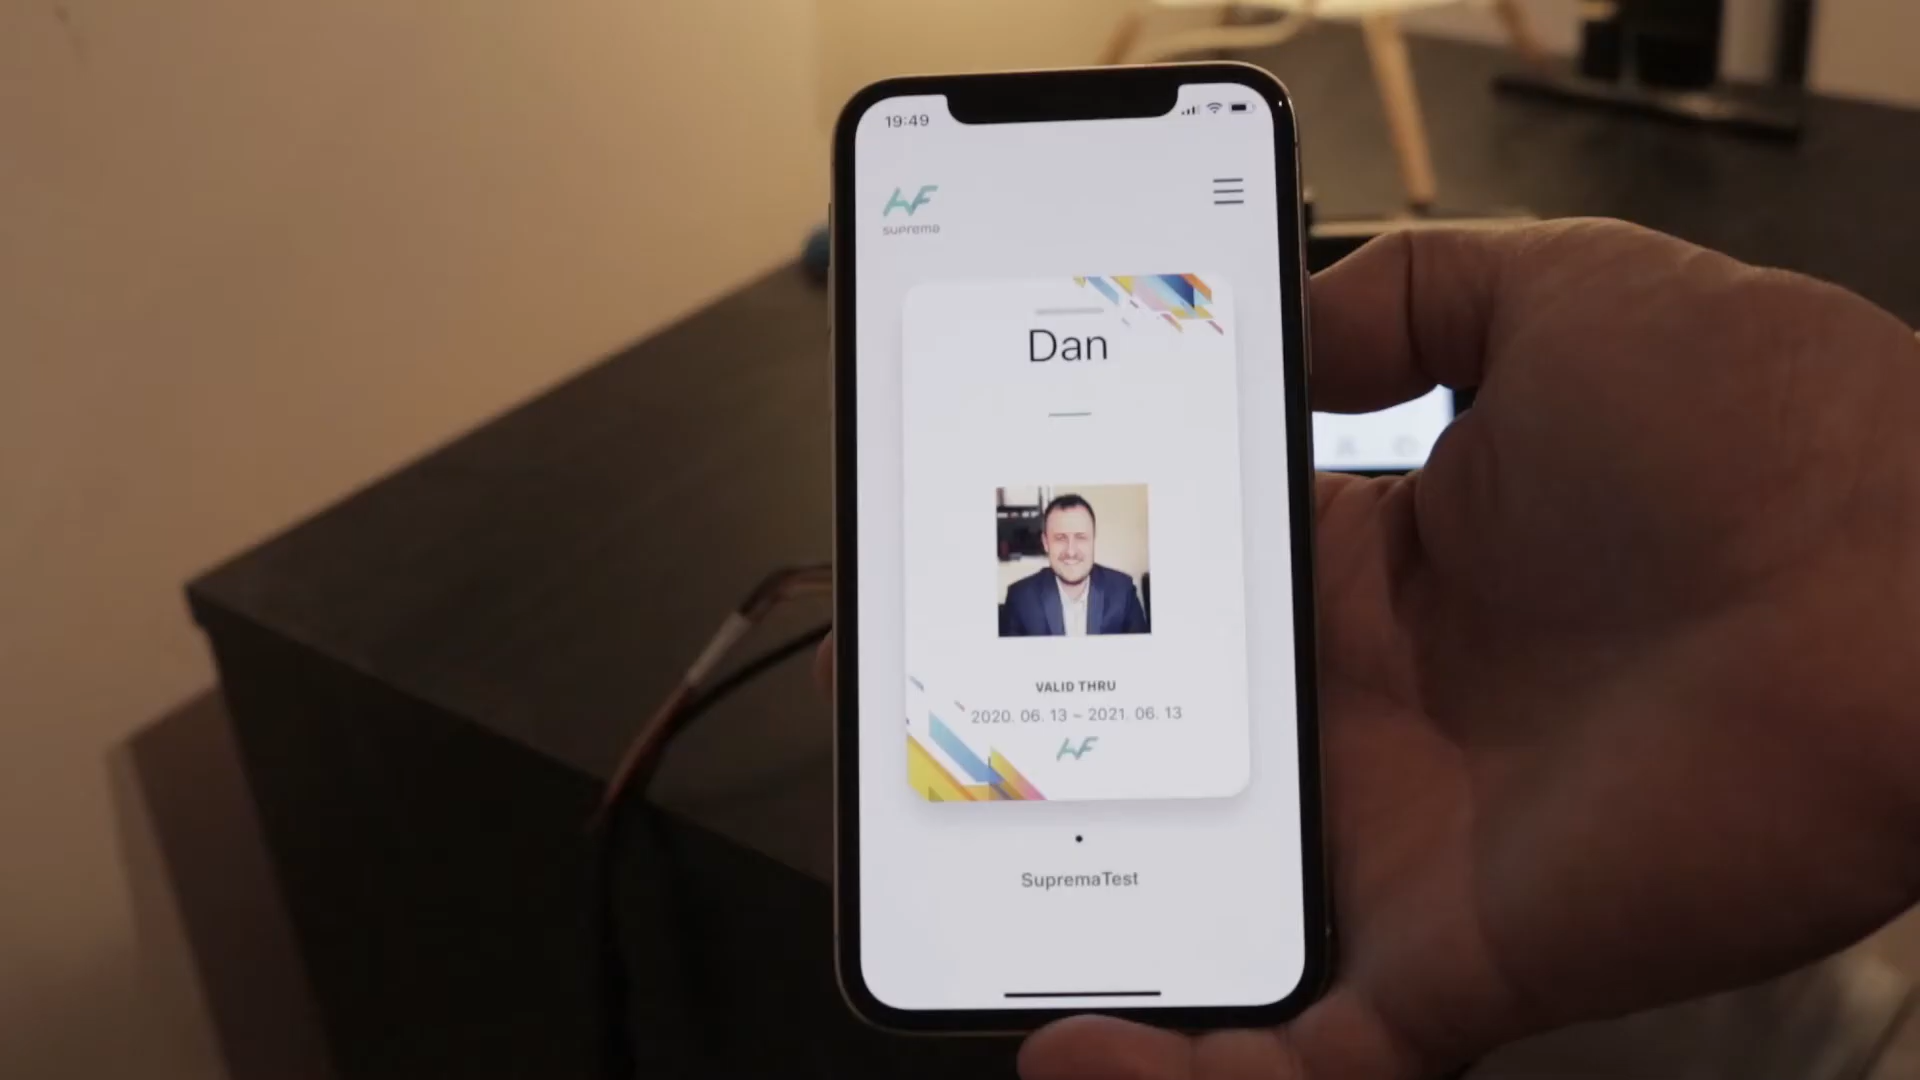 19:49
suprema
Dan
VALID THRU
2020. 06. 13 ~ 2021. 06. 13
SupremaTest